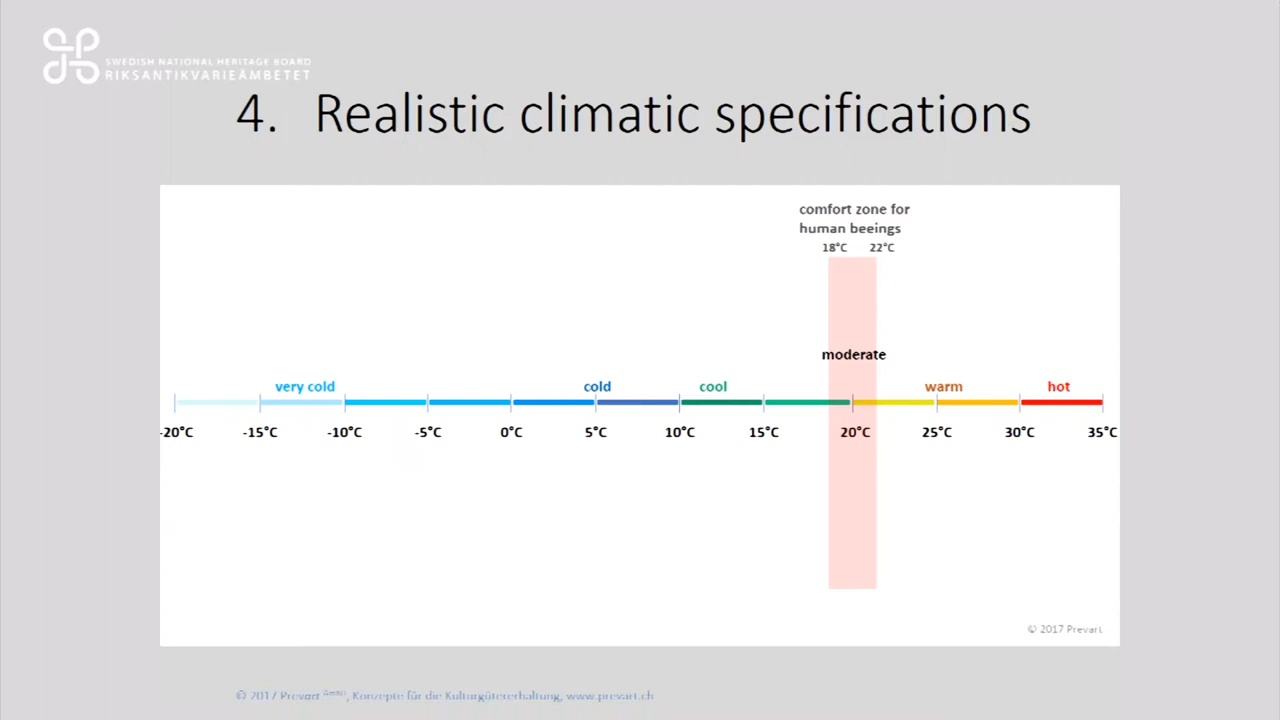 SWEDISH NATIONAL HERITAGE BOARD
RIKSANTIKVARIEÄMBETET
4. Realistic climatic specifications
comfort zone for
human beeings
18°C 22°C
moderate
very cold cold cool warm hot
-20°C -15°C -10°C -5°C 0°C 5°C 10°C 15°C 20°C 25°C 30°C 35°C
© 2017 Prevart
© 2017 Prevart GmbH, Konzepte für die Kulturgütererhaltung, www.prevart.ch